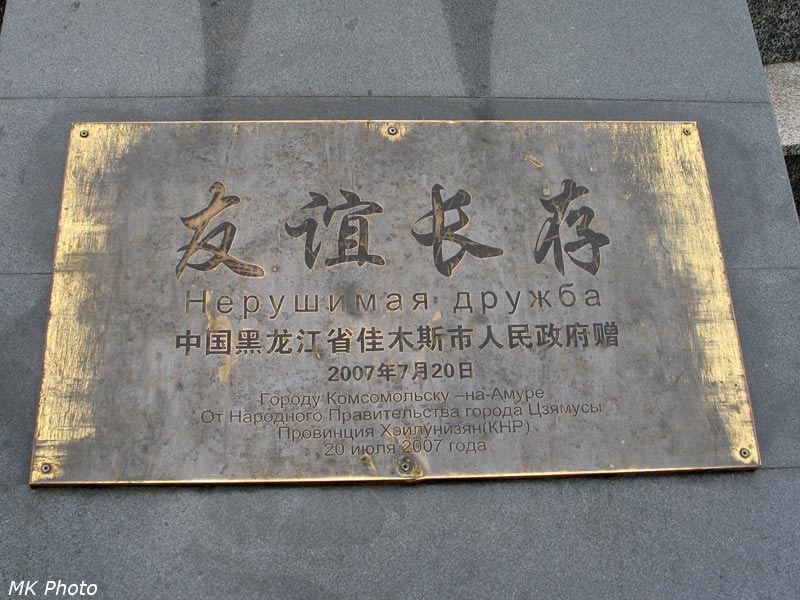 友谊长存
Нерушимая дружба
中国黑龙江省佳木斯市人民政府赠
2007年7月20日
Городу Комсомольску –на-Амуре
От Народного Правительства города Цзямусы
Провинция Хэйлунизян(КНР)
20 июля 2007 года
MK Photo